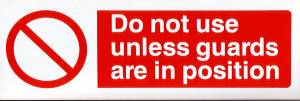 Do not use
unless guards
are in position